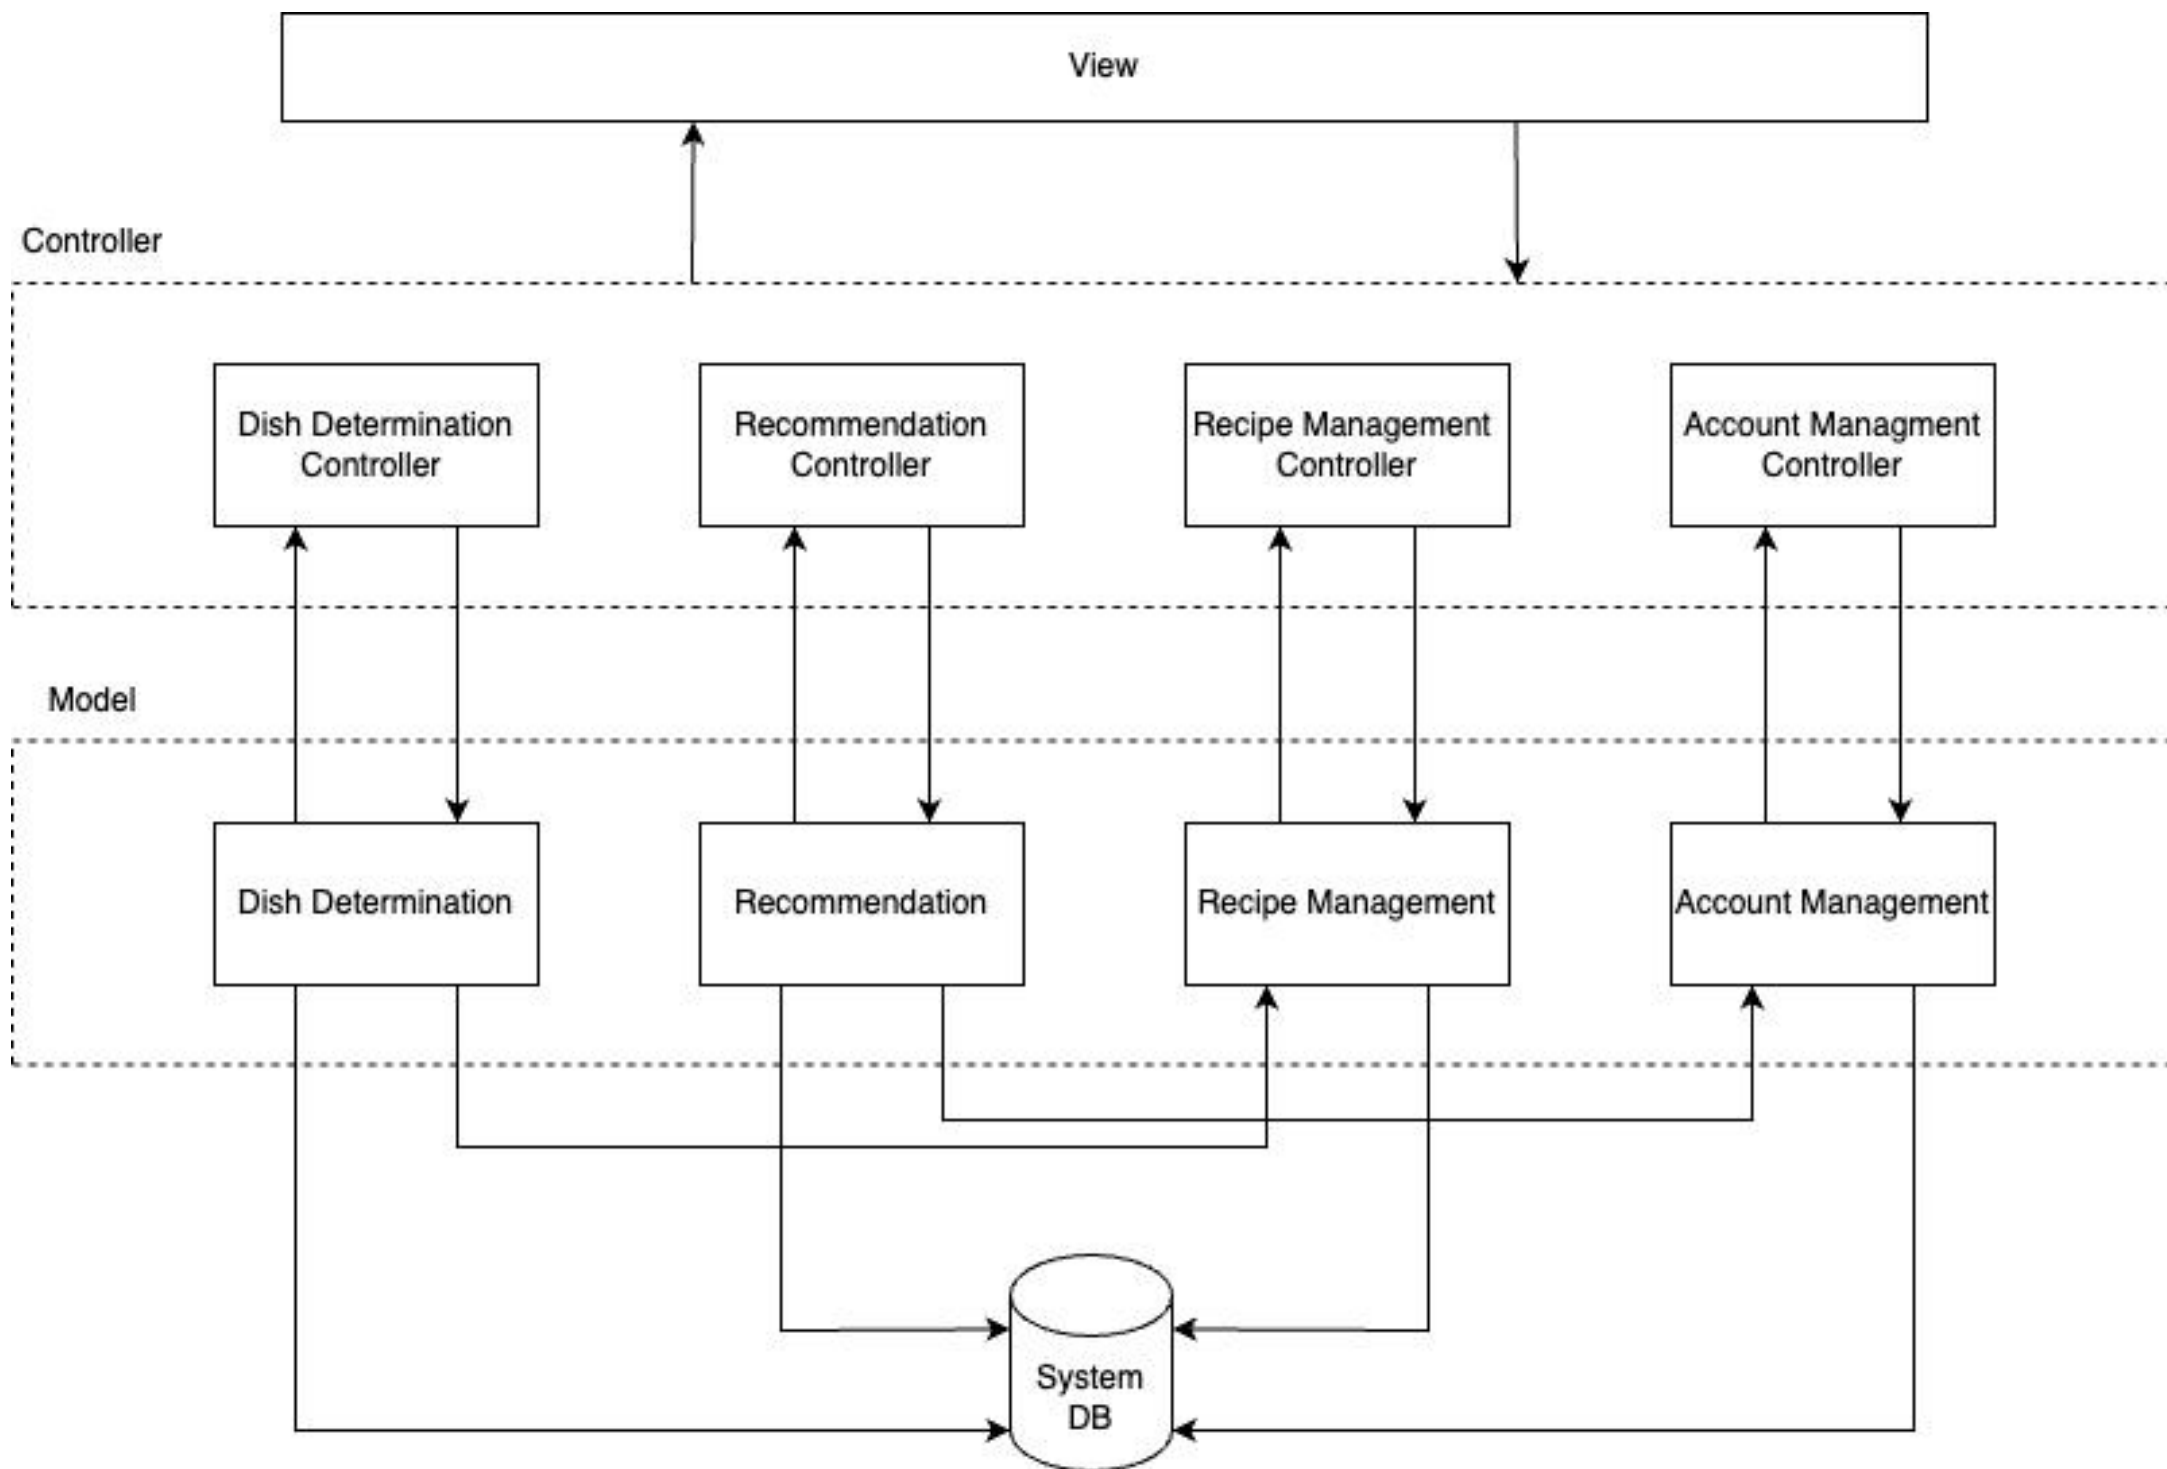 View
Controller
Dish Determination
Controller
Recommendation
Controller
Recipe Management
Controller
Account Managment
Controller
Model
Dish Determination
Recommendation
Recipe Management
Account Management
System
DB